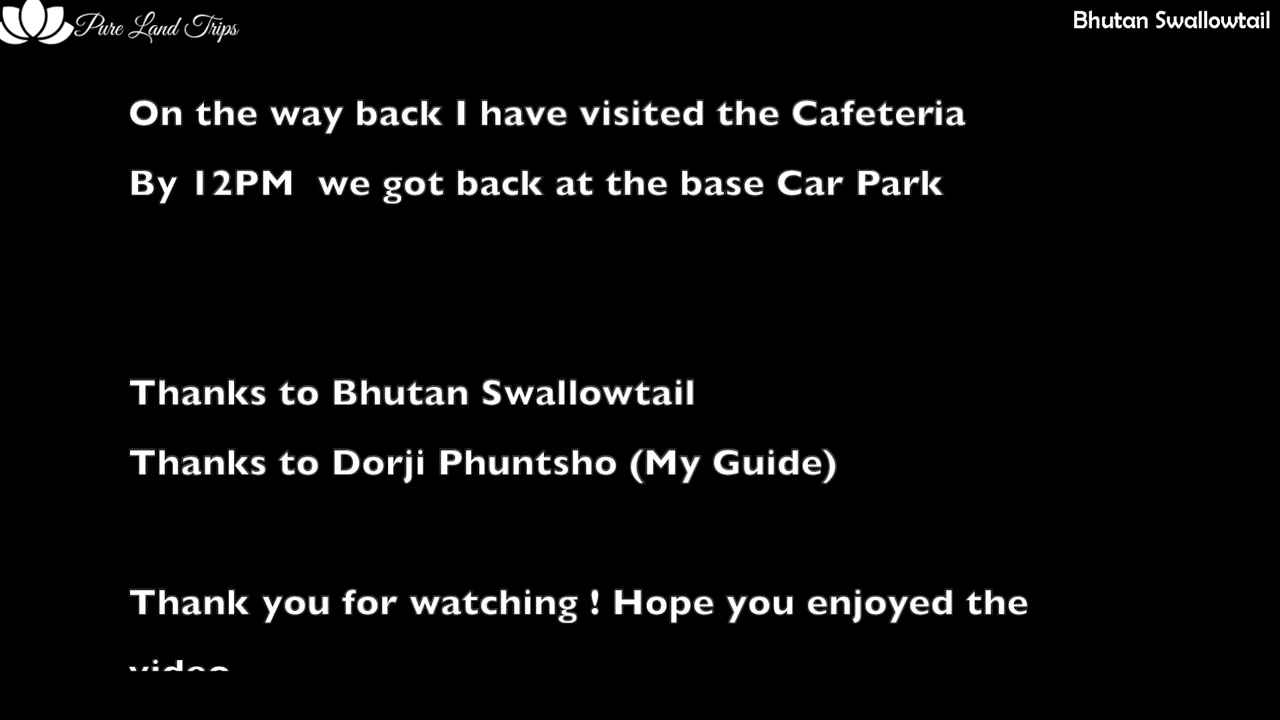 Pure Land Trips
Bhutan Swallowtail
On the way back I have visited the Cafeteria
By 12PM  we got back at the base Car Park
Thanks to Bhutan Swallowtail
Thanks to Dorji Phuntsho (My Guide)
Thank you for watching ! Hope you enjoyed the
video